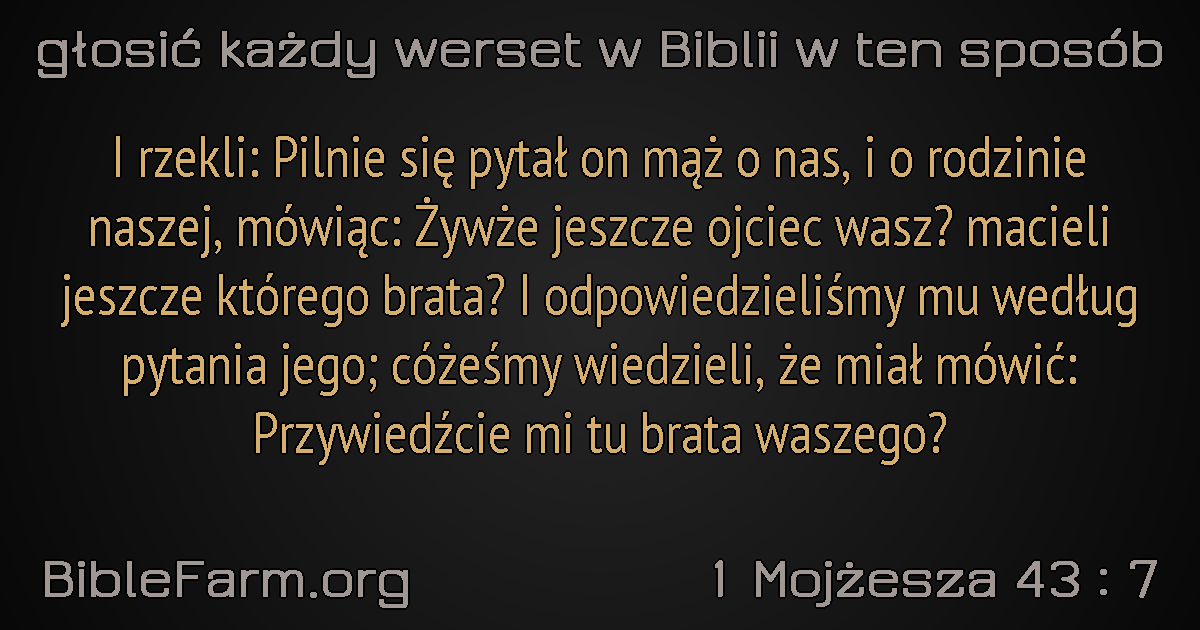 głosić każdy werset w Biblii w ten sposób
I rzekli: Pilnie się pytał on mąż o nas, i o rodzinie
naszej, mówiąc: Żywże jeszcze ojciec wasz? macieli
jeszcze którego brata? I odpowiedzieliśmy mu według
pytania jego; cóżeśmy wiedzieli, że miał mówić:
Przywiedźcie mi tu brata waszego?
BibleFarm.org
1 Mojżesza 43 : 7